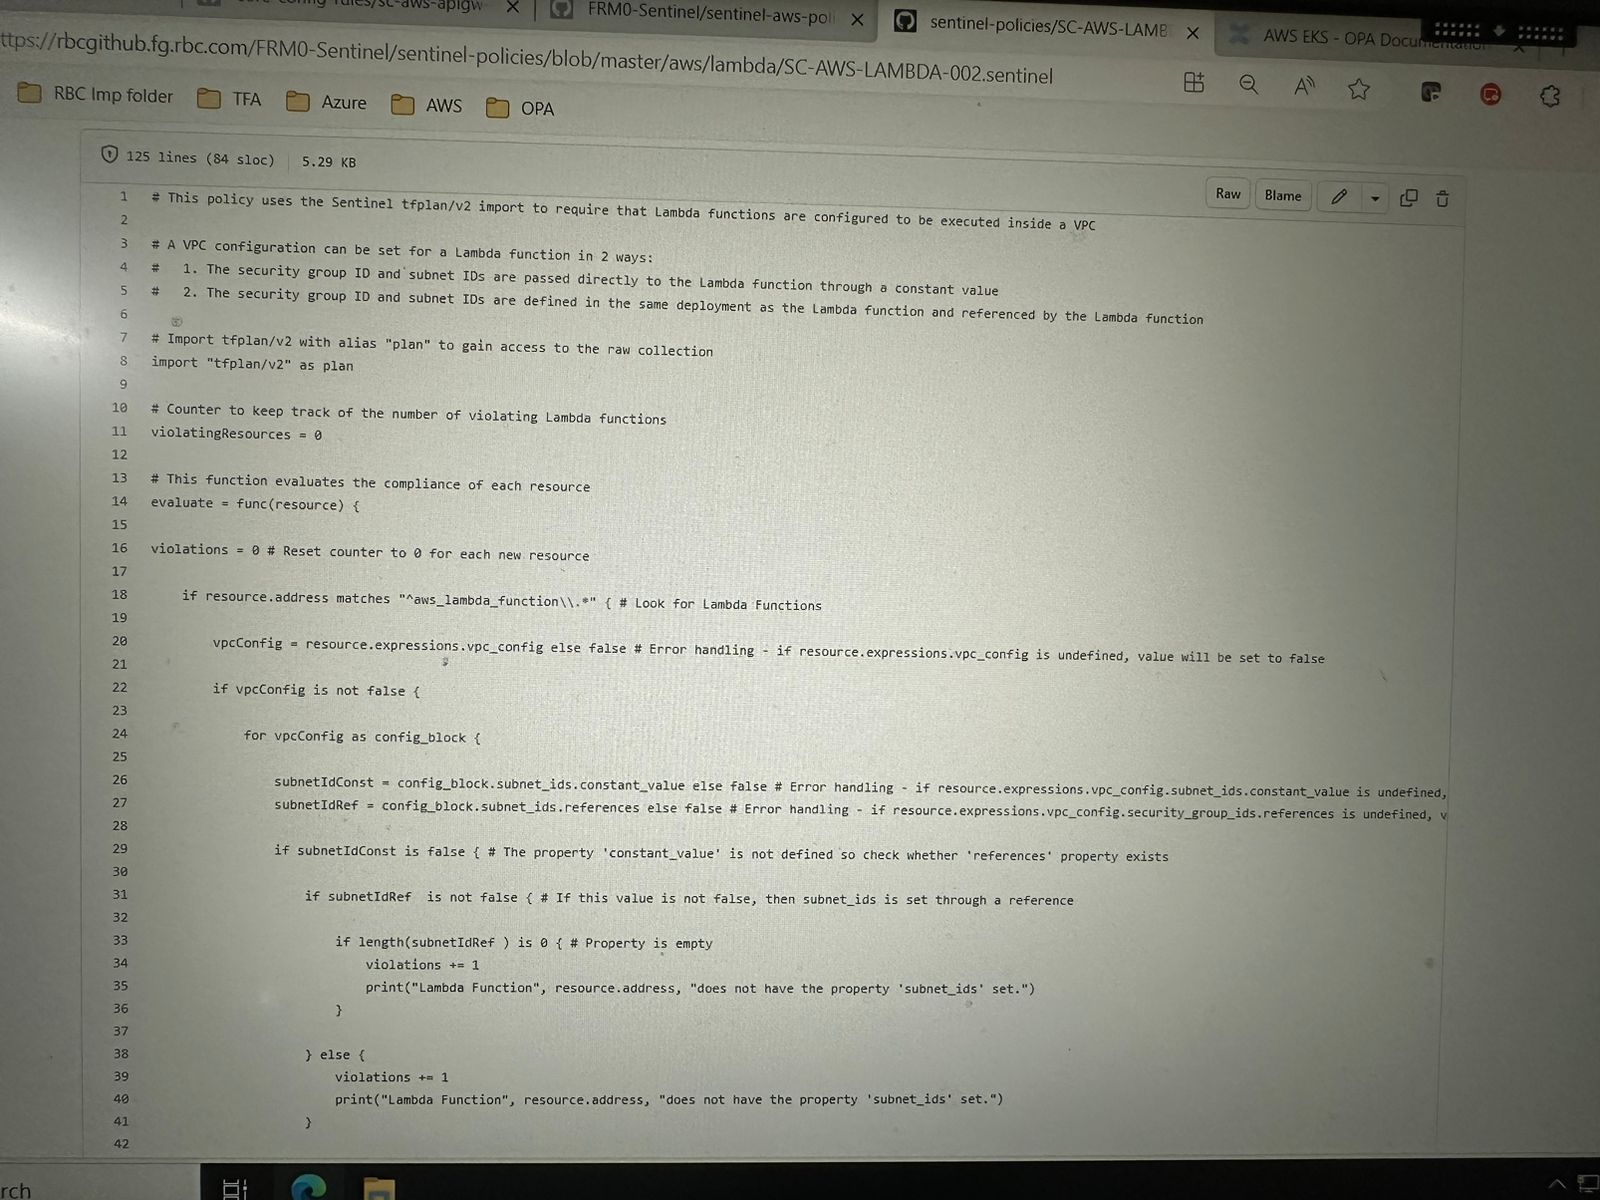 FRM0-Sentinel/sentinel-aws-poli
sentinel-policies/SC-AWS-LAMB
AWS EKS - OPA Documentation
ttps://rbcgithub.fg.rbc.com/FRM0-Sentinel/sentinel-policies/blob/master/aws/lambda/SC-AWS-LAMBDA-002.sentinel
RBC Imp folder TFA Azure AWS OPA
125 lines (84 sloc) 5.29 KB
Raw Blame
1 # This policy uses the Sentinel tfplan/v2 import to require that Lambda functions are configured to be executed inside a VPC
2
3 # A VPC configuration can be set for a Lambda function in 2 ways:
4 # 1. The security group ID and subnet IDs are passed directly to the Lambda function through a constant value
5 # 2. The security group ID and subnet IDs are defined in the same deployment as the Lambda function and referenced by the Lambda function
6
7 # Import tfplan/v2 with alias "plan" to gain access to the raw collection
8 import "tfplan/v2" as plan
9
10 # Counter to keep track of the number of violating Lambda functions
11 violatingResources = 0
12
13 # This function evaluates the compliance of each resource
14 evaluate = func(resource) {
15
16 violations = 0 # Reset counter to 0 for each new resource
17
18 if resource.address matches "^aws_lambda_function\\.*" { # Look for Lambda Functions
19
20 vpcConfig = resource.expressions.vpc_config else false # Error handling - if resource.expressions.vpc_config is undefined, value will be set to false
21
22 if vpcConfig is not false {
23
24 for vpcConfig as config_block {
25
26 subnetIdConst = config_block.subnet_ids.constant_value else false # Error handling - if resource.expressions.vpc_config.subnet_ids.constant_value is undefined,
27 subnetIdRef = config_block.subnet_ids.references else false # Error handling - if resource.expressions.vpc_config.security_group_ids.references is undefined, v
28
29 if subnetIdConst is false { # The property 'constant_value' is not defined so check whether 'references' property exists
30
31 if subnetIdRef  is not false { # If this value is not false, then subnet_ids is set through a reference
32
33 if length(subnetIdRef ) is 0 { # Property is empty
34 violations += 1
35 print("Lambda Function", resource.address, "does not have the property 'subnet_ids' set.")
36 }
37
38 } else {
39 violations += 1
40 print("Lambda Function", resource.address, "does not have the property 'subnet_ids' set.")
41 }
42
rch